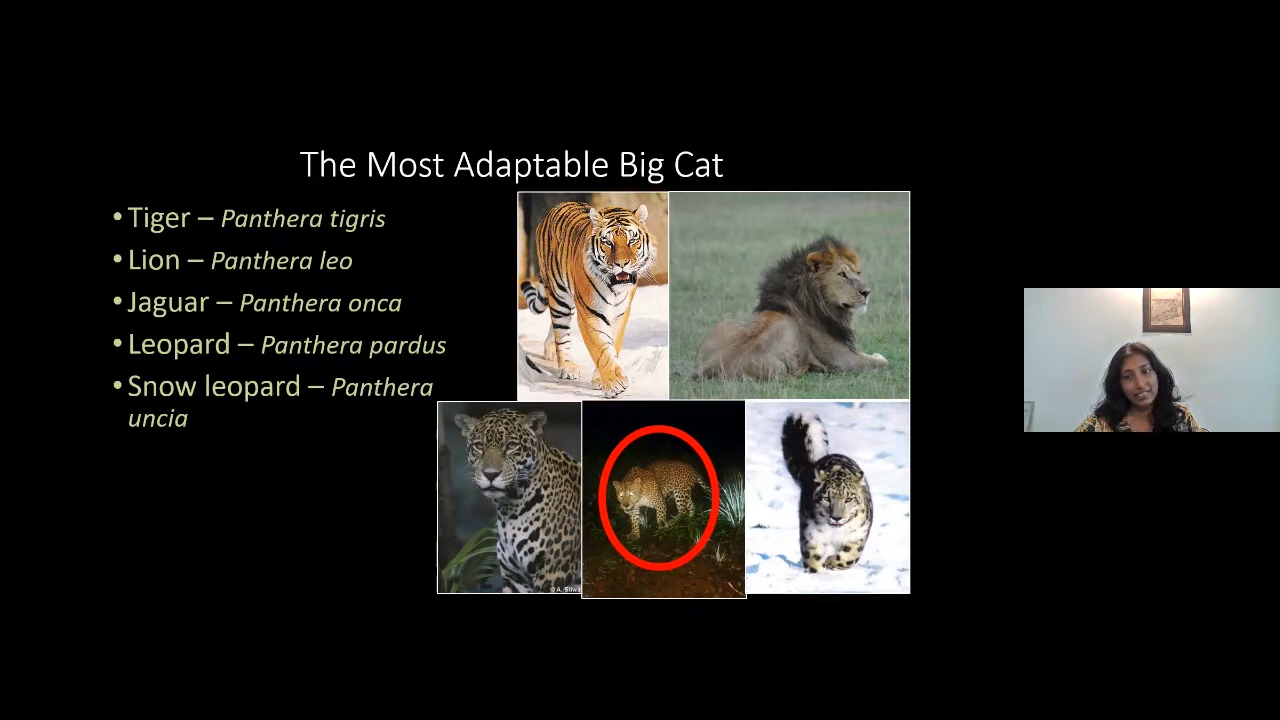 The Most Adaptable Big Cat
• Tiger – Panthera tigris
• Lion – Panthera leo
• Jaguar – Panthera onca
• Leopard – Panthera pardus
• Snow leopard – Panthera
uncia
© A. Silva